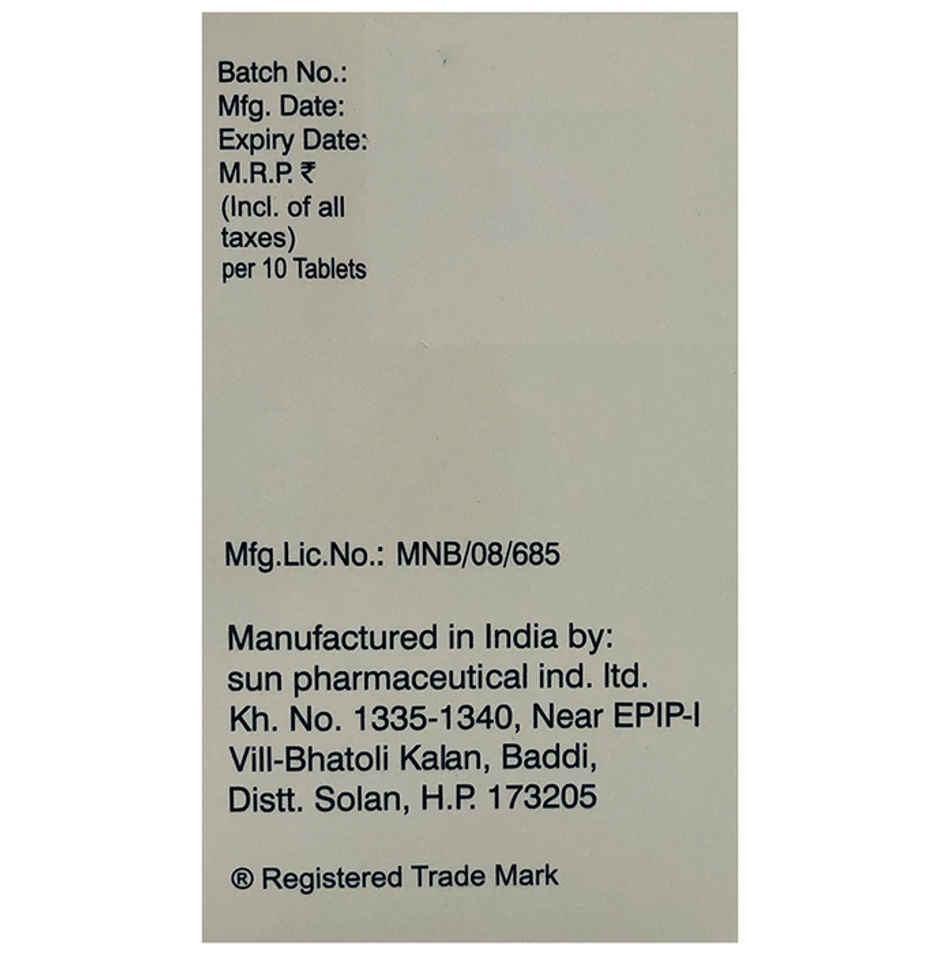 Batch No.:
Mfg. Date:
Expiry Date:
M.R.P. ₹
(Incl. of all
taxes)
per 10 Tablets
Mfg.Lic.No.: MNB/08/685
Manufactured in India by:
sun pharmaceutical ind. ltd.
Kh. No. 1335-1340, Near EPIP-I
Vill-Bhatoli Kalan, Baddi,
Distt. Solan, H.P. 173205
® Registered Trade Mark